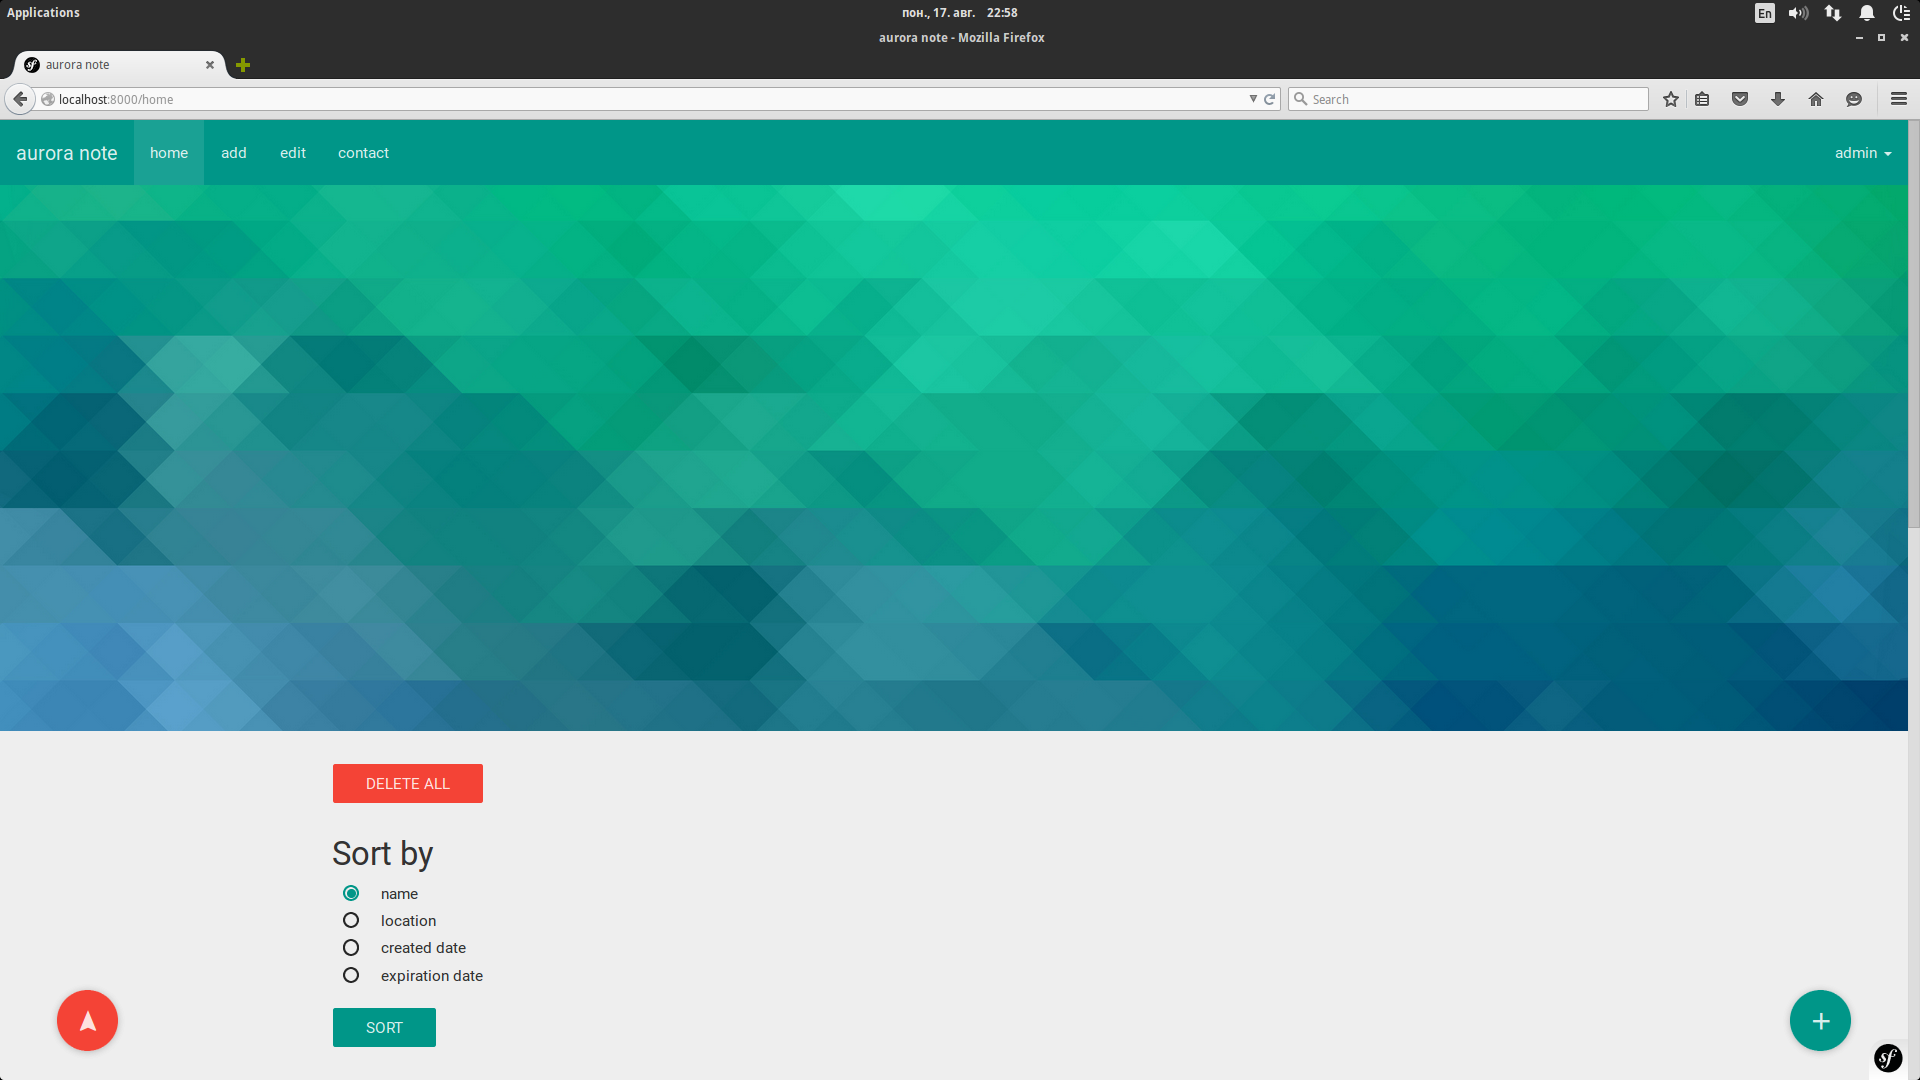 Applications
пон., 17. авг. 22:58
En
aurora note - Mozilla Firefox
aurora note
localhost:8000/home
Search
aurora note home add edit contact admin
DELETE ALL
Sort by
name
location
created date
expiration date
SORT
sf